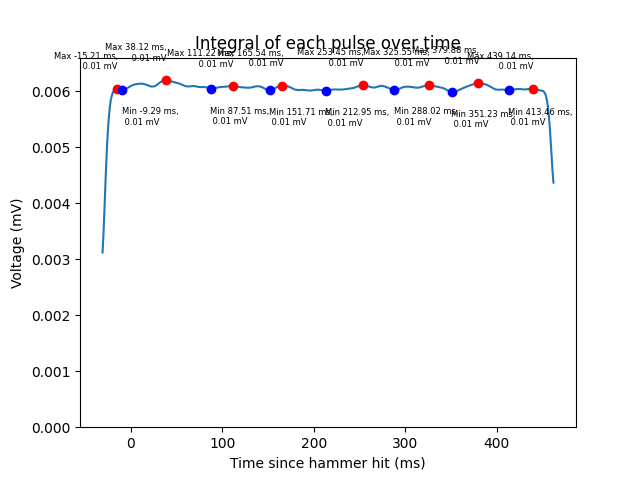 Integral of each pulse over time
Max -15.21 ms,
0.01 mV
Max 38.12 ms,
0.01 mV
Max 111.22 ms,
0.01 mV
Max 165.54 ms,
0.01 mV
Max 253.45 ms,
0.01 mV
Max 325.55 ms,
0.01 mV
Max 379.88 ms,
0.01 mV
Max 439.14 ms,
0.01 mV
Min -9.29 ms,
0.01 mV
Min 87.51 ms,
0.01 mV
Min 151.71 ms,
0.01 mV
Min 212.95 ms,
0.01 mV
Min 288.02 ms,
0.01 mV
Min 351.23 ms,
0.01 mV
Min 413.46 ms,
0.01 mV
0.006
0.005
0.004
0.003
0.002
0.001
0.000
Voltage (mV)
0 100 200 300 400
Time since hammer hit (ms)